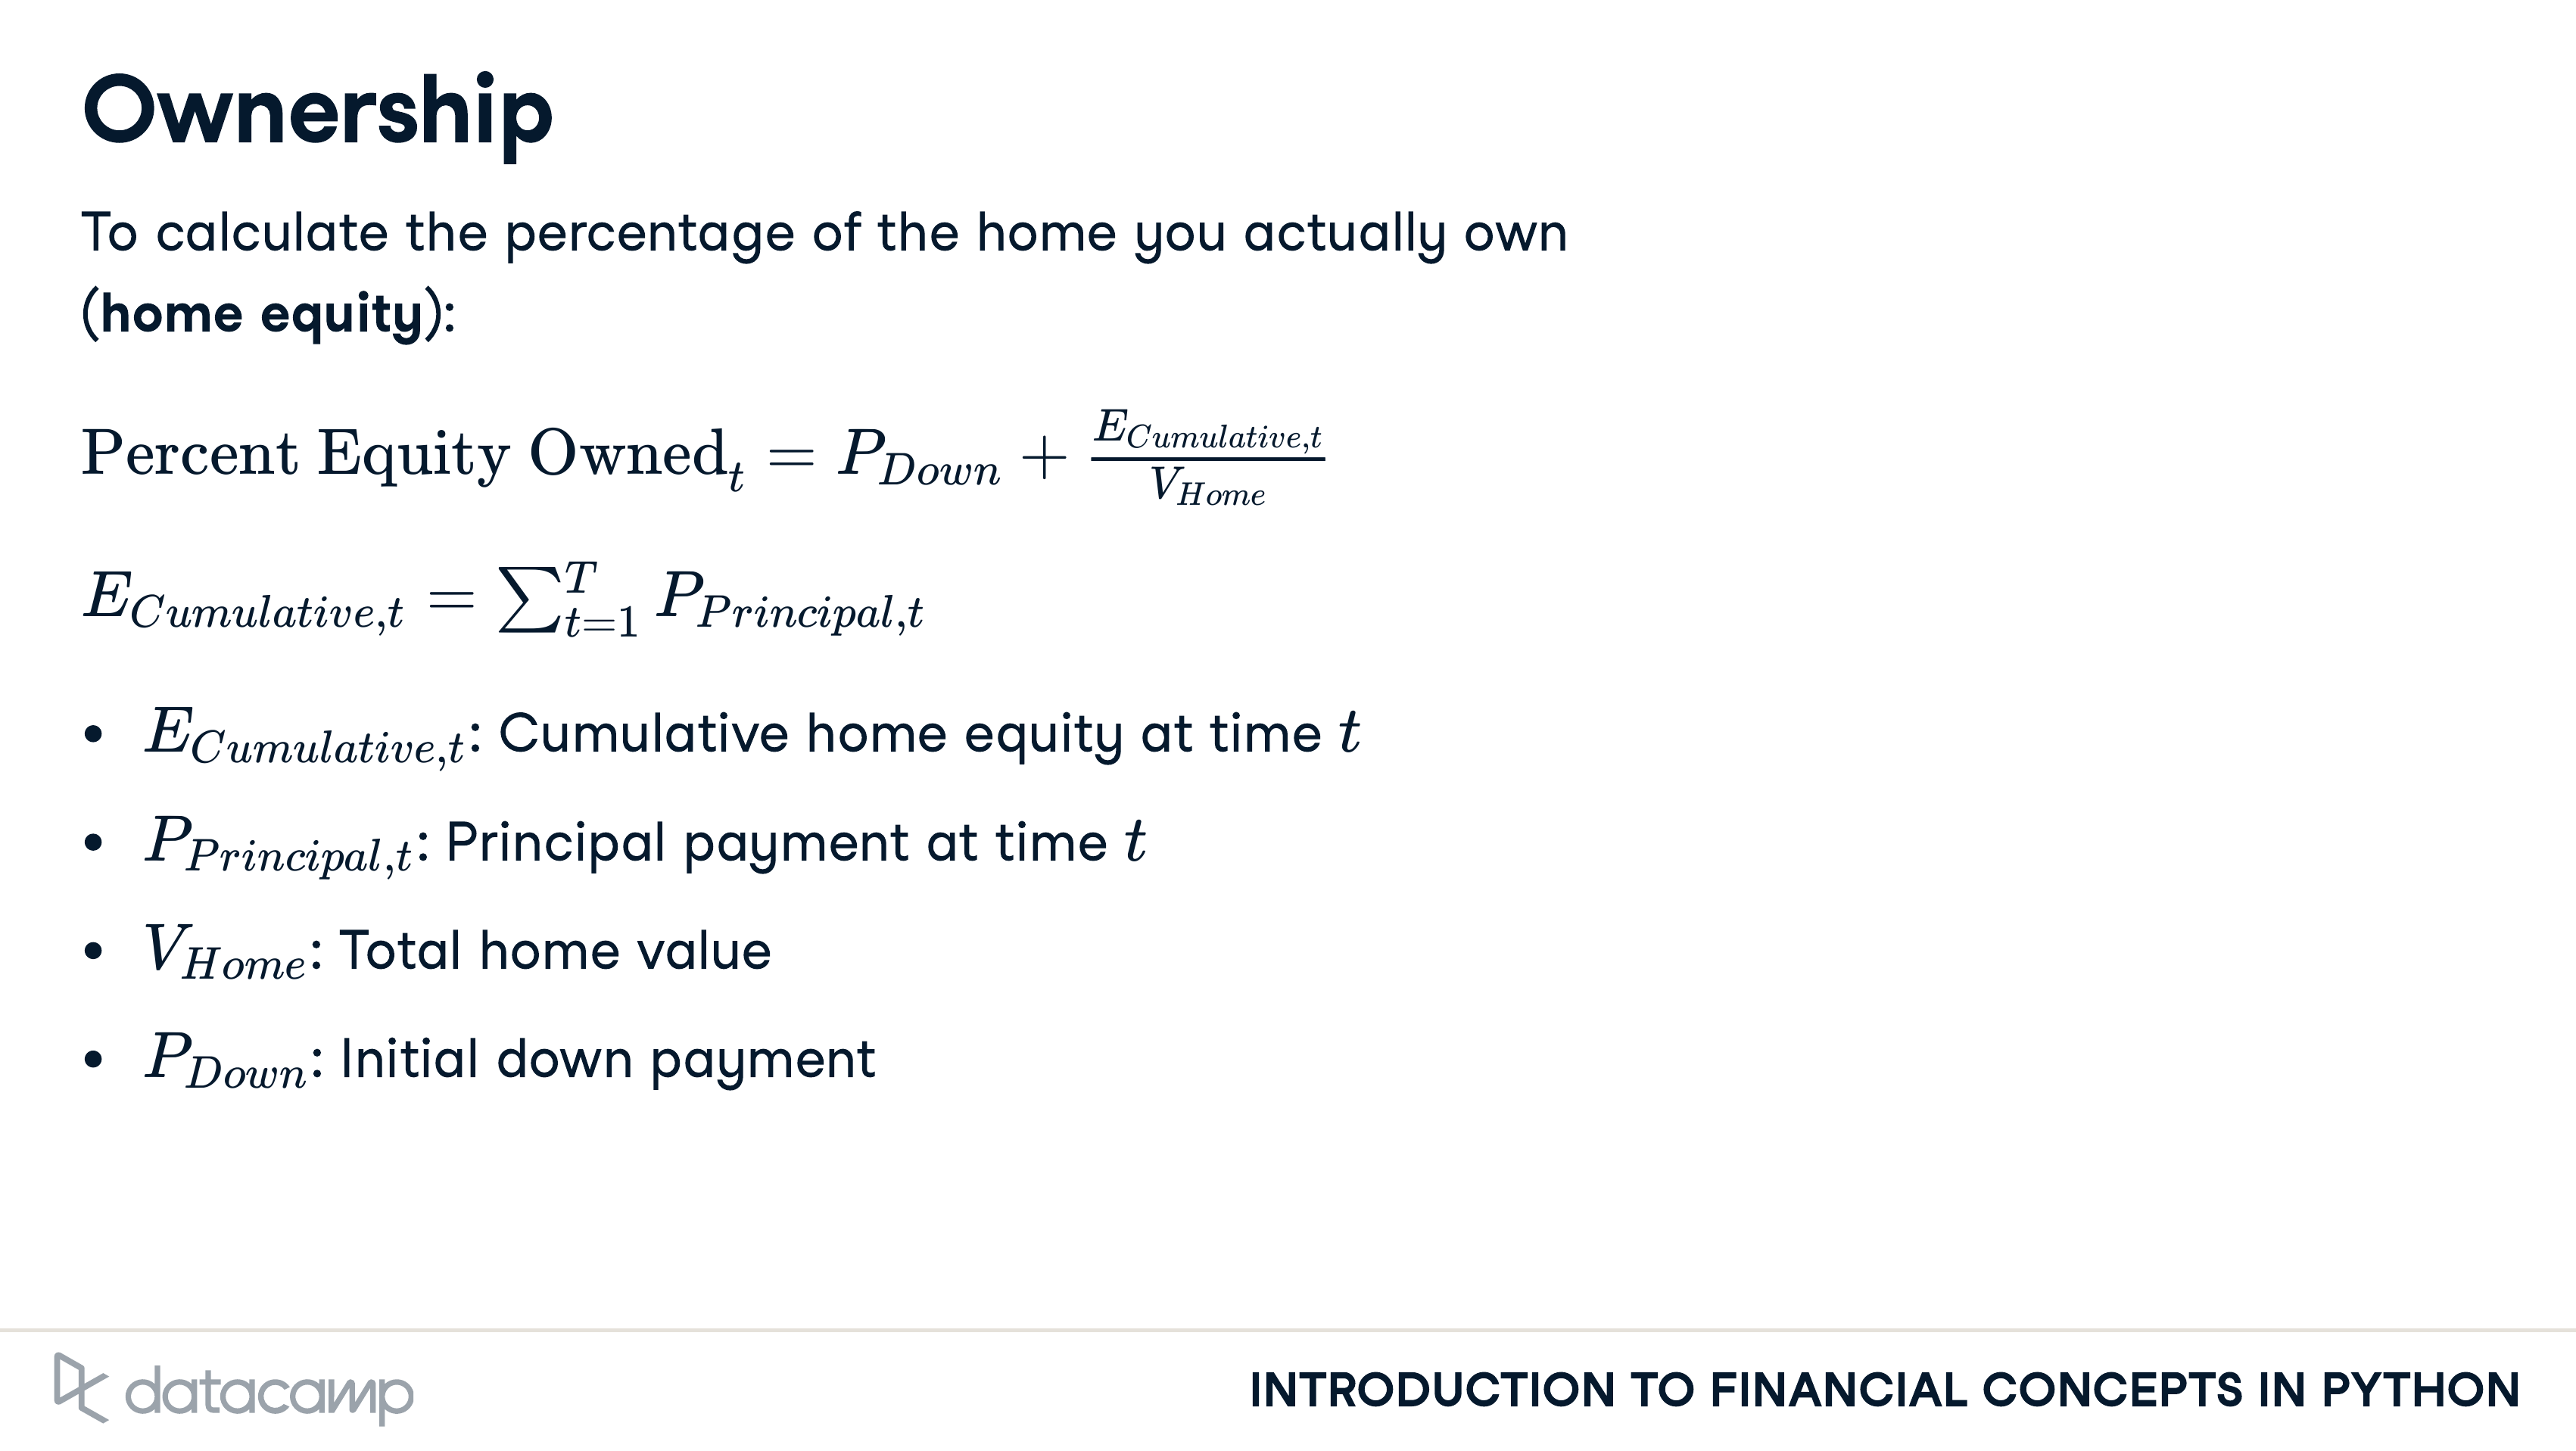 Ownership
To calculate the percentage of the home you actually own
(home equity):
Percent Equity Owned_t = P_{Down} + \frac{E_{Cumulative,t}}{V_{Home}}
E_{Cumulative,t} = \sum_{t=1}^{T} P_{Principal,t}
• E_{Cumulative,t}: Cumulative home equity at time t
• P_{Principal,t}: Principal payment at time t
• V_{Home}: Total home value
• P_{Down}: Initial down payment
datacamp
INTRODUCTION TO FINANCIAL CONCEPTS IN PYTHON